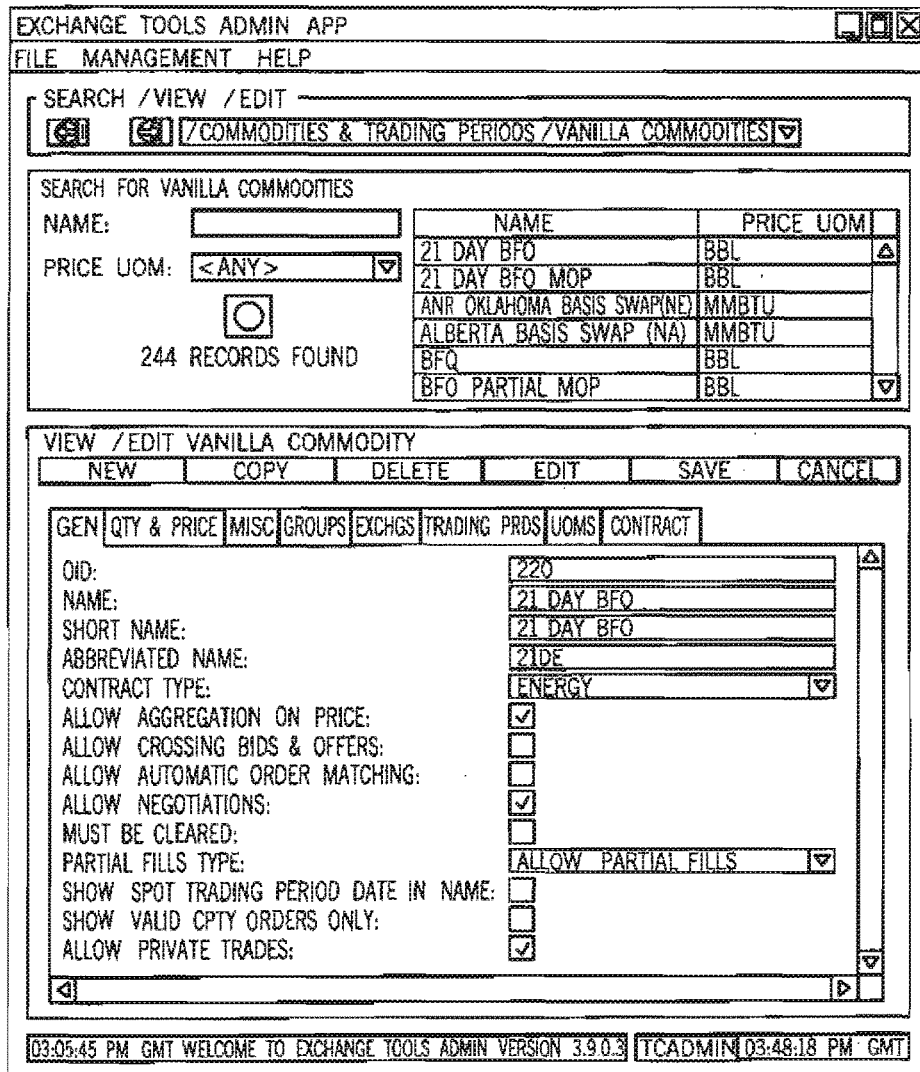 EXCHANGE TOOLS ADMIN APP
FILE MANAGEMENT HELP
SEARCH /VIEW /EDIT
/COMMODITIES & TRADING PERIODS /VANILLA COMMODITIES
SEARCH FOR VANILLA COMMODITIES
NAME:
PRICE UOM: <ANY>
244 RECORDS FOUND
NAME PRICE UOM
21 DAY BFO BBL
21 DAY BFO MOP BBL
ANR OKLAHOMA BASIS SWAP(NE) MMBTU
ALBERTA BASIS SWAP (NA) MMBTU
BFO BBL
BFO PARTIAL MOP BBL
VIEW /EDIT VANILLA COMMODITY
NEW COPY DELETE EDIT SAVE CANCEL
GEN QTY & PRICE MISC GROUPS EXCHGS TRADING PRDS UOMS CONTRACT
OID: 220
NAME: 21 DAY BFO
SHORT NAME: 21 DAY BFO
ABBREVIATED NAME: 21DE
CONTRACT TYPE: ENERGY
ALLOW AGGREGATION ON PRICE:
ALLOW CROSSING BIDS & OFFERS:
ALLOW AUTOMATIC ORDER MATCHING:
ALLOW NEGOTIATIONS:
MUST BE CLEARED:
PARTIAL FILLS TYPE: ALLOW PARTIAL FILLS
SHOW SPOT TRADING PERIOD DATE IN NAME:
SHOW VALID CPTY ORDERS ONLY:
ALLOW PRIVATE TRADES:
03:05:45 PM GMT WELCOME TO EXCHANGE TOOLS ADMIN VERSION 3.9.0.3 TCADMIN 03:48:18 PM GMT